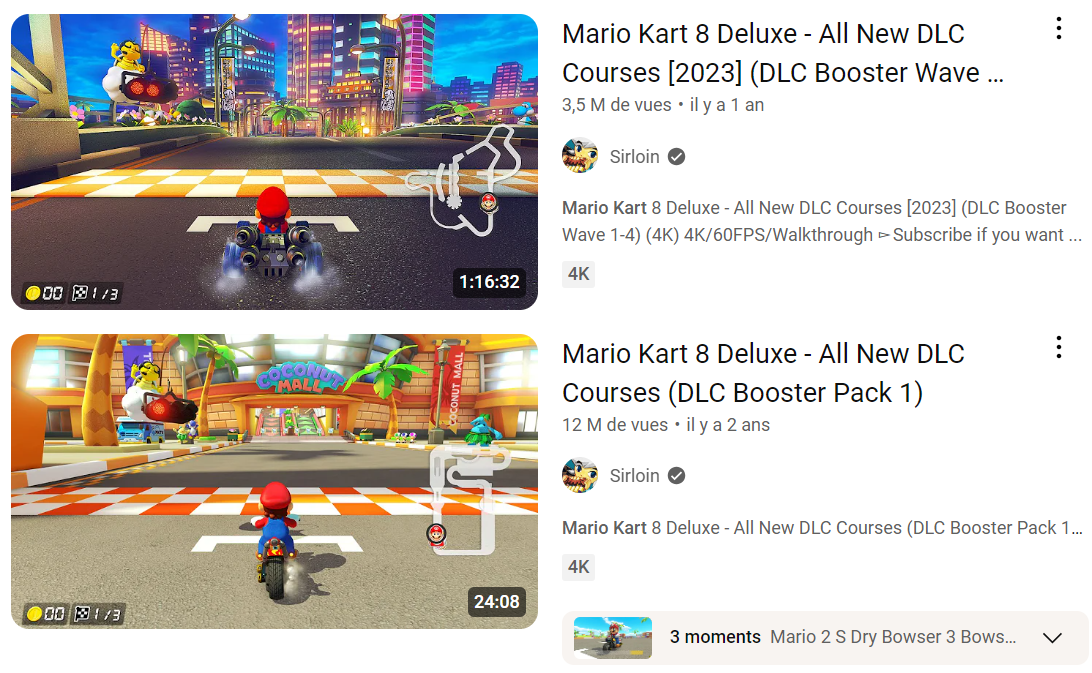 Mario Kart 8 Deluxe - All New DLC
Courses [2023] (DLC Booster Wave ...
3,5 M de vues • il y a 1 an
Sirloin
Mario Kart 8 Deluxe - All New DLC Courses [2023] (DLC Booster
Wave 1-4) (4K) 4K/60FPS/Walkthrough ➣ Subscribe if you want ...
4K
00 1/3
1:16:32
COCONUT
MALL
COCONUT MALL
00 1/3
24:08
Mario Kart 8 Deluxe - All New DLC
Courses (DLC Booster Pack 1)
12 M de vues • il y a 2 ans
Sirloin
Mario Kart 8 Deluxe - All New DLC Courses (DLC Booster Pack 1...
4K
3 moments Mario 2 S Dry Bowser 3 Bows...